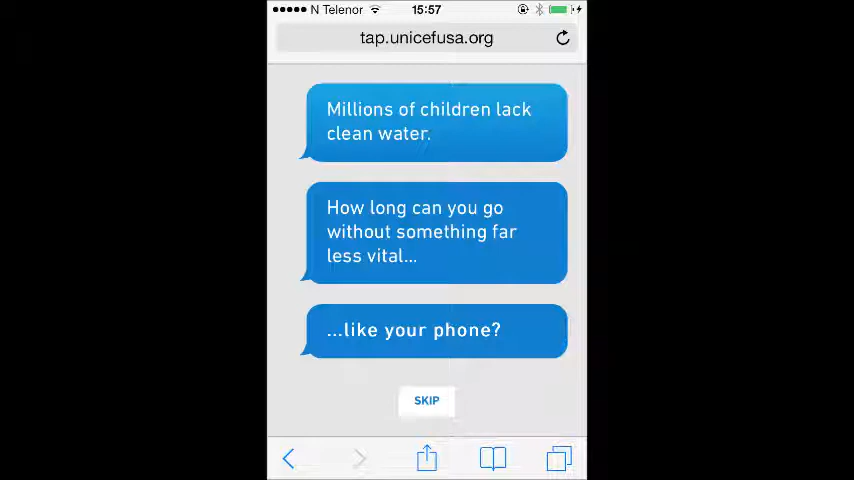 N Telenor 15:57
tap.unicefusa.org
Millions of children lack
clean water.
How long can you go
without something far
less vital...
...like your phone?
SKIP